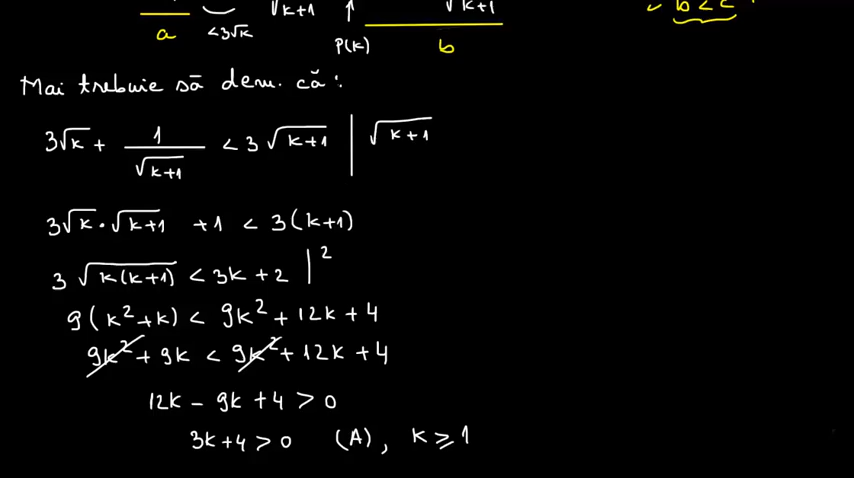 a < 3√k √k+1 ↑ √k+1 ✓ b < c
P(k) b
Mai trebuie să dem. că:
3√k + 1/√k+1 < 3√k+1 | √k+1
3√k · √k+1 + 1 < 3(k+1)
3√k(k+1) < 3k + 2 |²
9(k² + k) < 9k² + 12k + 4
9k² + 9k < 9k² + 12k + 4
12k − 9k + 4 > 0
3k + 4 > 0 (A), k ≥ 1